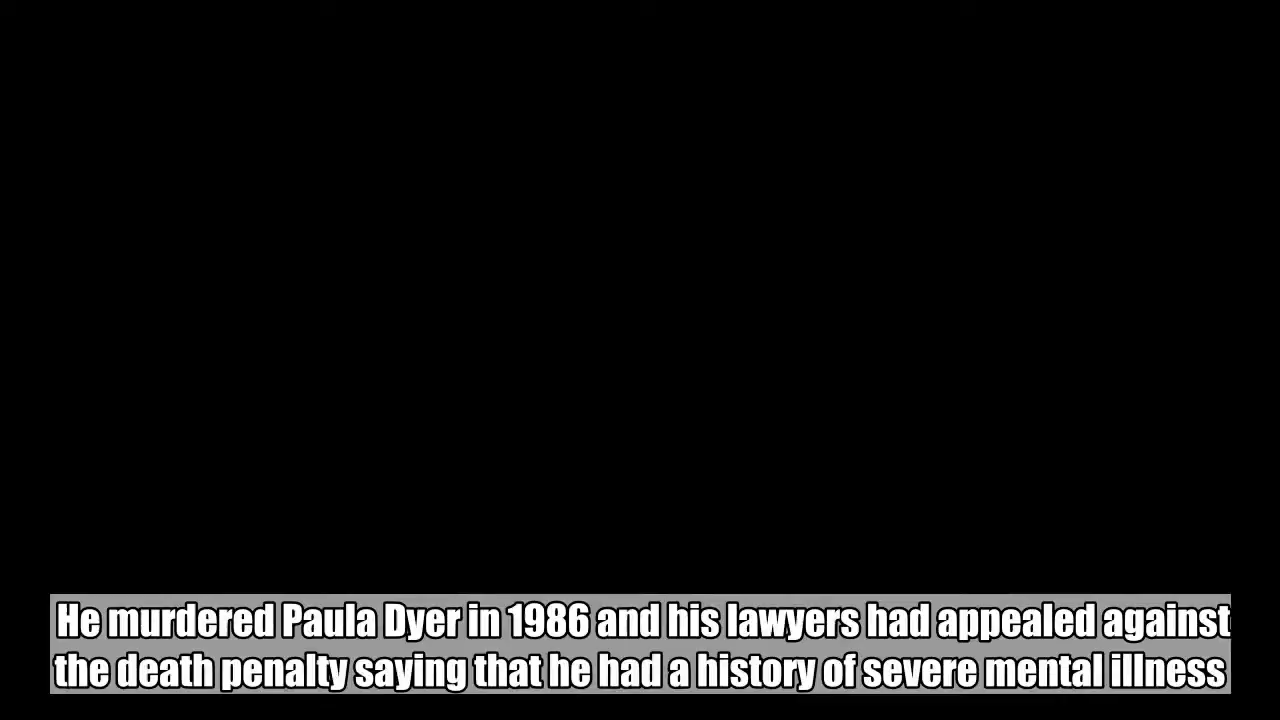 He murdered Paula Dyer in 1986 and his lawyers had appealed against
the death penalty saying that he had a history of severe mental illness